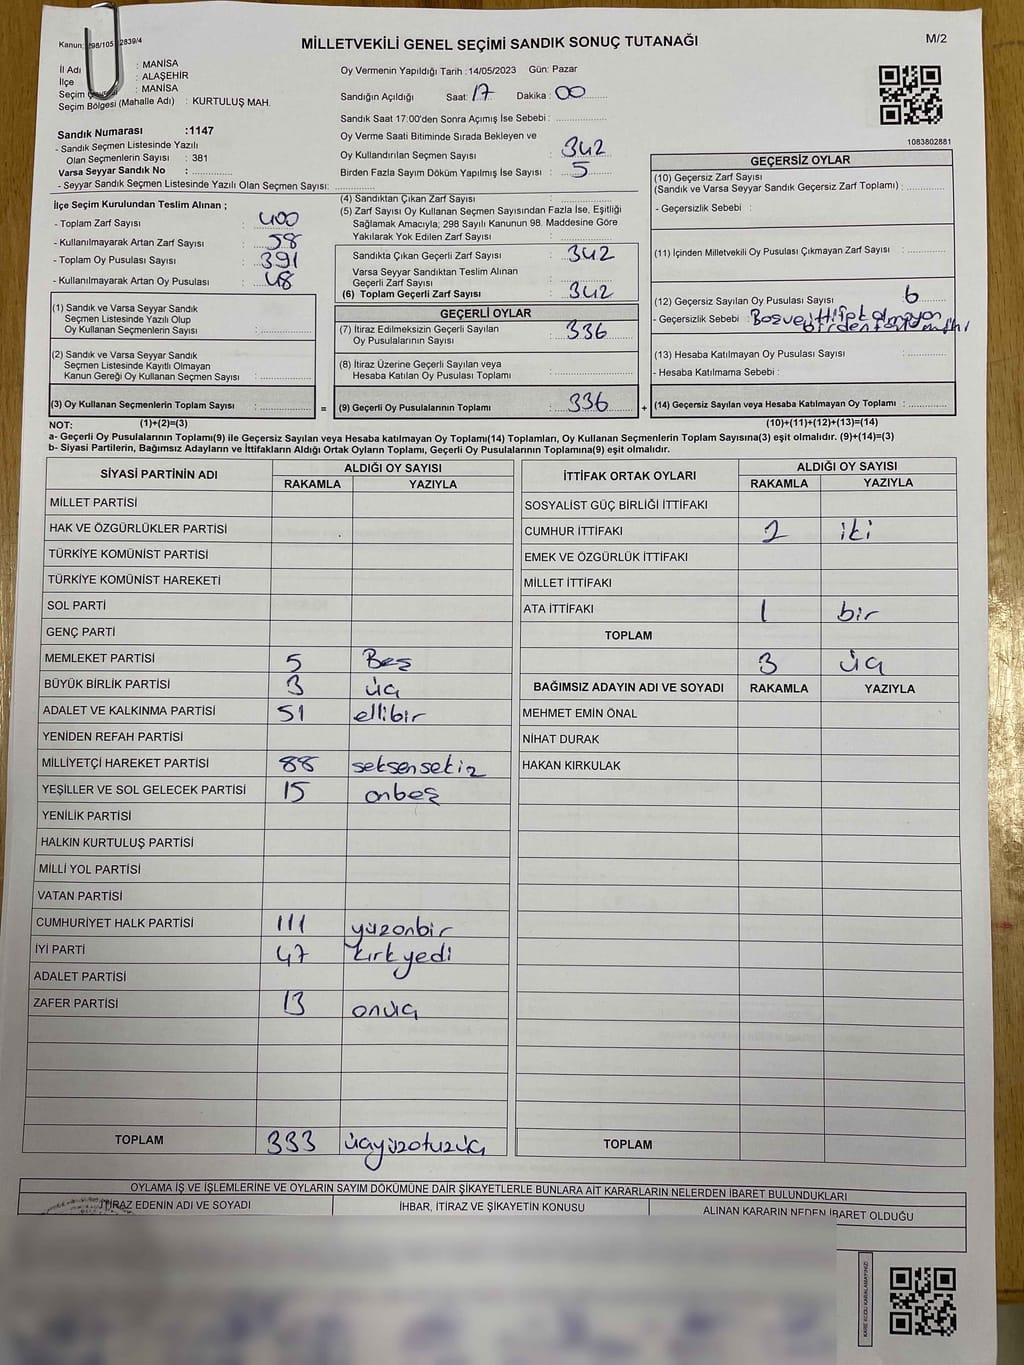 Kanun: 298/105 2839/4
MİLLETVEKİLİ GENEL SEÇİMİ SANDIK SONUÇ TUTANAĞI
M/2
İl Adı : MANİSA
İlçe : ALAŞEHİR
Seçim : MANİSA
Seçim Bölgesi (Mahalle Adı) : KURTULUŞ MAH.
Sandık Numarası :1147
- Sandık Seçmen Listesinde Yazılı
Olan Seçmenlerin Sayısı : 381
Varsa Seyyar Sandık No :
- Seyyar Sandık Seçmen Listesinde Yazılı Olan Seçmen Sayısı:
Oy Vermenin Yapıldığı Tarih :14/05/2023 Gün: Pazar
Sandığın Açıldığı Saat: 17 Dakika : 00
Sandık Saat 17:00'den Sonra Açımış İse Sebebi :
Oy Verme Saati Bitiminde Sırada Bekleyen ve
Oy Kullandırılan Seçmen Sayısı : 342
Birden Fazla Sayım Döküm Yapılmış İse Sayısı : 5
1083802881
İlçe Seçim Kurulundan Teslim Alınan ;
- Toplam Zarf Sayısı : 400
- Kullanılmayarak Artan Zarf Sayısı : 58
- Toplam Oy Pusulası Sayısı : 391
- Kullanılmayarak Artan Oy Pusulası : 48
(1) Sandık ve Varsa Seyyar Sandık
Seçmen Listesinde Yazılı Olup
Oy Kullanan Seçmenlerin Sayısı :
(2) Sandık ve Varsa Seyyar Sandık
Seçmen Listesinde Kayıtlı Olmayan
Kanun Gereği Oy Kullanan Seçmen Sayısı :
(3) Oy Kullanan Seçmenlerin Toplam Sayısı : =
(4) Sandıktan Çıkan Zarf Sayısı :
(5) Zarf Sayısı Oy Kullanan Seçmen Sayısından Fazla İse, Eşitliği
Sağlamak Amacıyla; 298 Sayılı Kanunun 98. Maddesine Göre
Yakılarak Yok Edilen Zarf Sayısı :
Sandıkta Çıkan Geçerli Zarf Sayısı : 342
Varsa Seyyar Sandıktan Teslim Alınan
Geçerli Zarf Sayısı :
(6) Toplam Geçerli Zarf Sayısı : 342
GEÇERLİ OYLAR
(7) İtiraz Edilmeksizin Geçerli Sayılan
Oy Pusulalarının Sayısı : 336
(8) İtiraz Üzerine Geçerli Sayılan veya
Hesaba Katılan Oy Pusulası Toplamı :
(9) Geçerli Oy Pusulalarının Toplamı : 336 +
GEÇERSİZ OYLAR
(10) Geçersiz Zarf Sayısı
(Sandık ve Varsa Seyyar Sandık Geçersiz Zarf Toplamı) :
- Geçersizlik Sebebi :
(11) İçinden Milletvekili Oy Pusulası Çıkmayan Zarf Sayısı :
(12) Geçersiz Sayılan Oy Pusulası Sayısı : 6
- Geçersizlik Sebebi : Boş ve ittifak olmayan
birden fazla
(13) Hesaba Katılmayan Oy Pusulası Sayısı :
- Hesaba Katılmama Sebebi :
(14) Geçersiz Sayılan veya Hesaba Katılmayan Oy Toplamı :
NOT: (1)+(2)=(3) (10)+(11)+(12)+(13)=(14)
a- Geçerli Oy Pusulalarının Toplamı(9) ile Geçersiz Sayılan veya Hesaba katılmayan Oy Toplamı(14) Toplamları, Oy Kullanan Seçmenlerin Toplam Sayısına(3) eşit olmalıdır. (9)+(14)=(3)
b- Siyasi Partilerin, Bağımsız Adayların ve İttifakların Aldığı Ortak Oyların Toplamı, Geçerli Oy Pusulalarının Toplamına(9) eşit olmalıdır.
SİYASİ PARTİNİN ADI ALDIĞI OY SAYISI
RAKAMLA YAZIYLA
MİLLET PARTİSİ
HAK VE ÖZGÜRLÜKLER PARTİSİ
TÜRKİYE KOMÜNİST PARTİSİ
TÜRKİYE KOMÜNİST HAREKETİ
SOL PARTİ
GENÇ PARTİ
MEMLEKET PARTİSİ 5 Beş
BÜYÜK BİRLİK PARTİSİ 3 üç
ADALET VE KALKINMA PARTİSİ 51 ellibir
YENİDEN REFAH PARTİSİ
MİLLİYETÇİ HAREKET PARTİSİ 88 seksensekiz
YEŞİLLER VE SOL GELECEK PARTİSİ 15 onbeş
YENİLİK PARTİSİ
HALKIN KURTULUŞ PARTİSİ
MİLLİ YOL PARTİSİ
VATAN PARTİSİ
CUMHURİYET HALK PARTİSİ 111 yüzonbir
İYİ PARTİ 47 kırkyedi
ADALET PARTİSİ
ZAFER PARTİSİ 13 onüç
TOPLAM 333 üçyüzotuzüç
İTTİFAK ORTAK OYLARI ALDIĞI OY SAYISI
RAKAMLA YAZIYLA
SOSYALİST GÜÇ BİRLİĞİ İTTİFAKI
CUMHUR İTTİFAKI 2 iki
EMEK VE ÖZGÜRLÜK İTTİFAKI
MİLLET İTTİFAKI
ATA İTTİFAKI 1 bir
TOPLAM
3 üç
BAĞIMSIZ ADAYIN ADI VE SOYADI RAKAMLA YAZIYLA
MEHMET EMİN ÖNAL
NİHAT DURAK
HAKAN KIRKULAK
TOPLAM
OYLAMA İŞ VE İŞLEMLERİNE VE OYLARIN SAYIM DÖKÜMÜNE DAİR ŞİKAYETLERLE BUNLARA AİT KARARLARIN NELERDEN İBARET BULUNDUKLARI
İTİRAZ EDENİN ADI VE SOYADI
İHBAR, İTİRAZ VE ŞİKAYETİN KONUSU
ALINAN KARARIN NEDEN İBARET OLDUĞU
KARE KODU KARALAMAYINIZ!